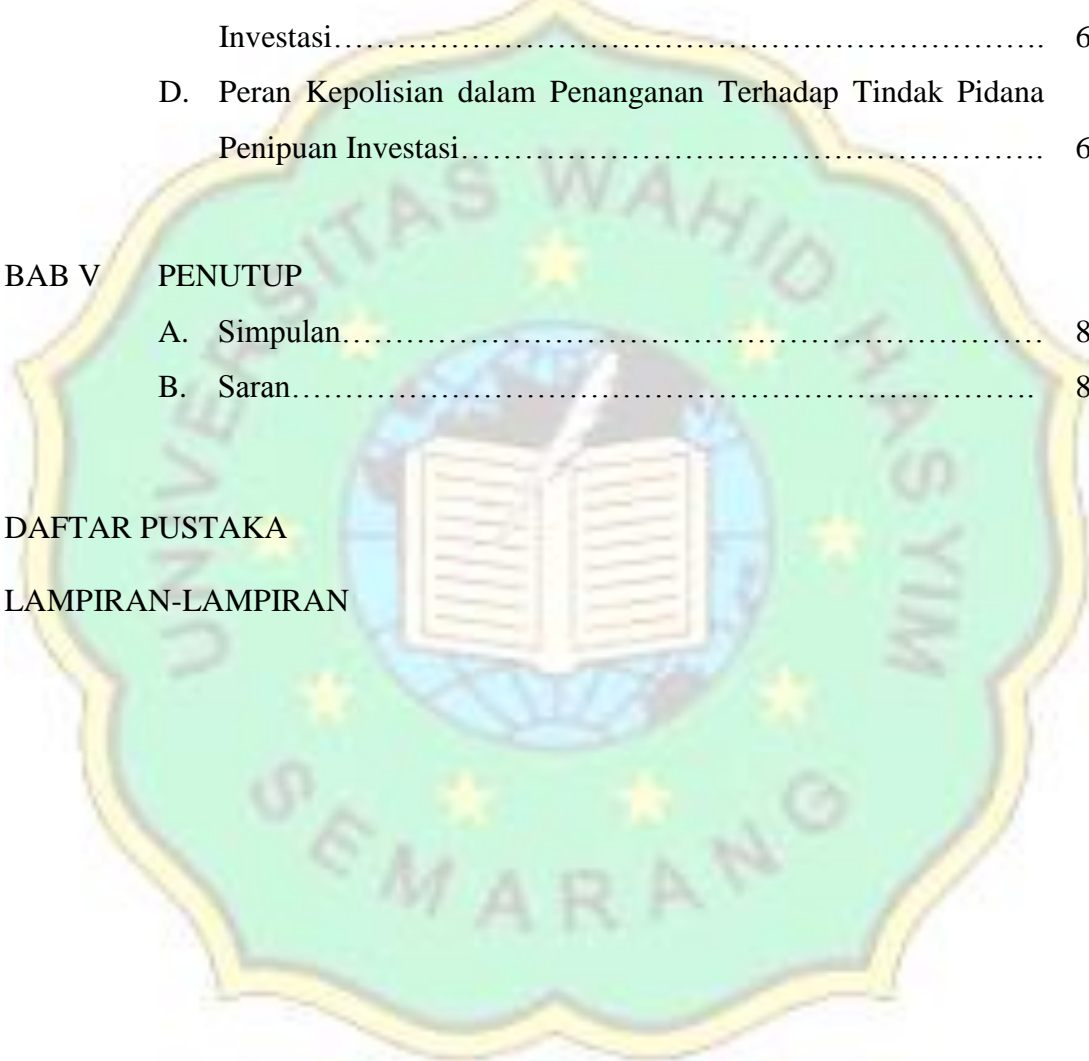 Investasi…………………………………………………………. 6
D. Peran Kepolisian dalam Penanganan Terhadap Tindak Pidana
Penipuan Investasi………………………………………………. 6
BAB V PENUTUP
A. Simpulan………………………………………………………… 8
B. Saran……………………………………………………………. 8
DAFTAR PUSTAKA
LAMPIRAN-LAMPIRAN
UNIVERSITAS WAHID HASYIM
SEMARANG